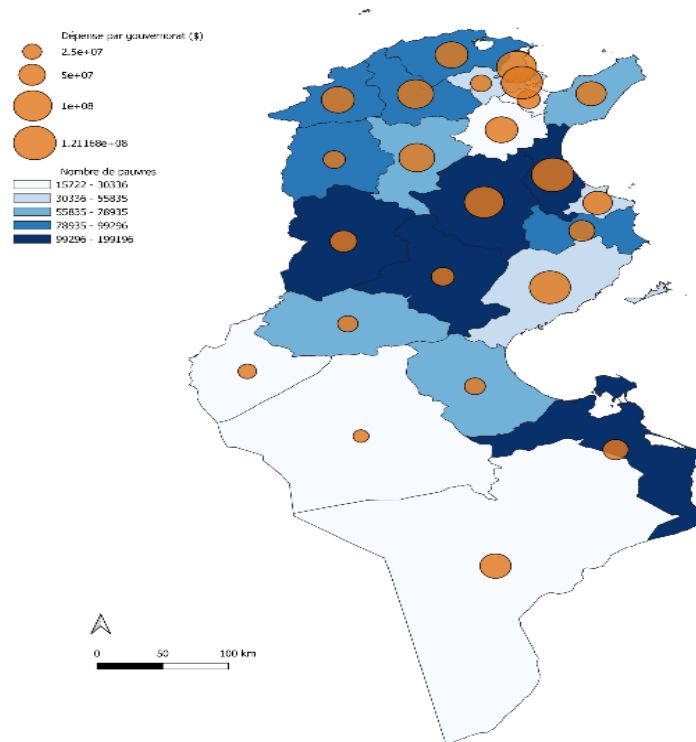 Dépense par gouvernorat ($)
2.5e+07
5e+07
1e+08
1.21168e+08
Nombre de pauvres
15722 - 30336
30336 - 55835
55835 - 78935
78935 - 99296
99296 - 199196
0 50 100 km